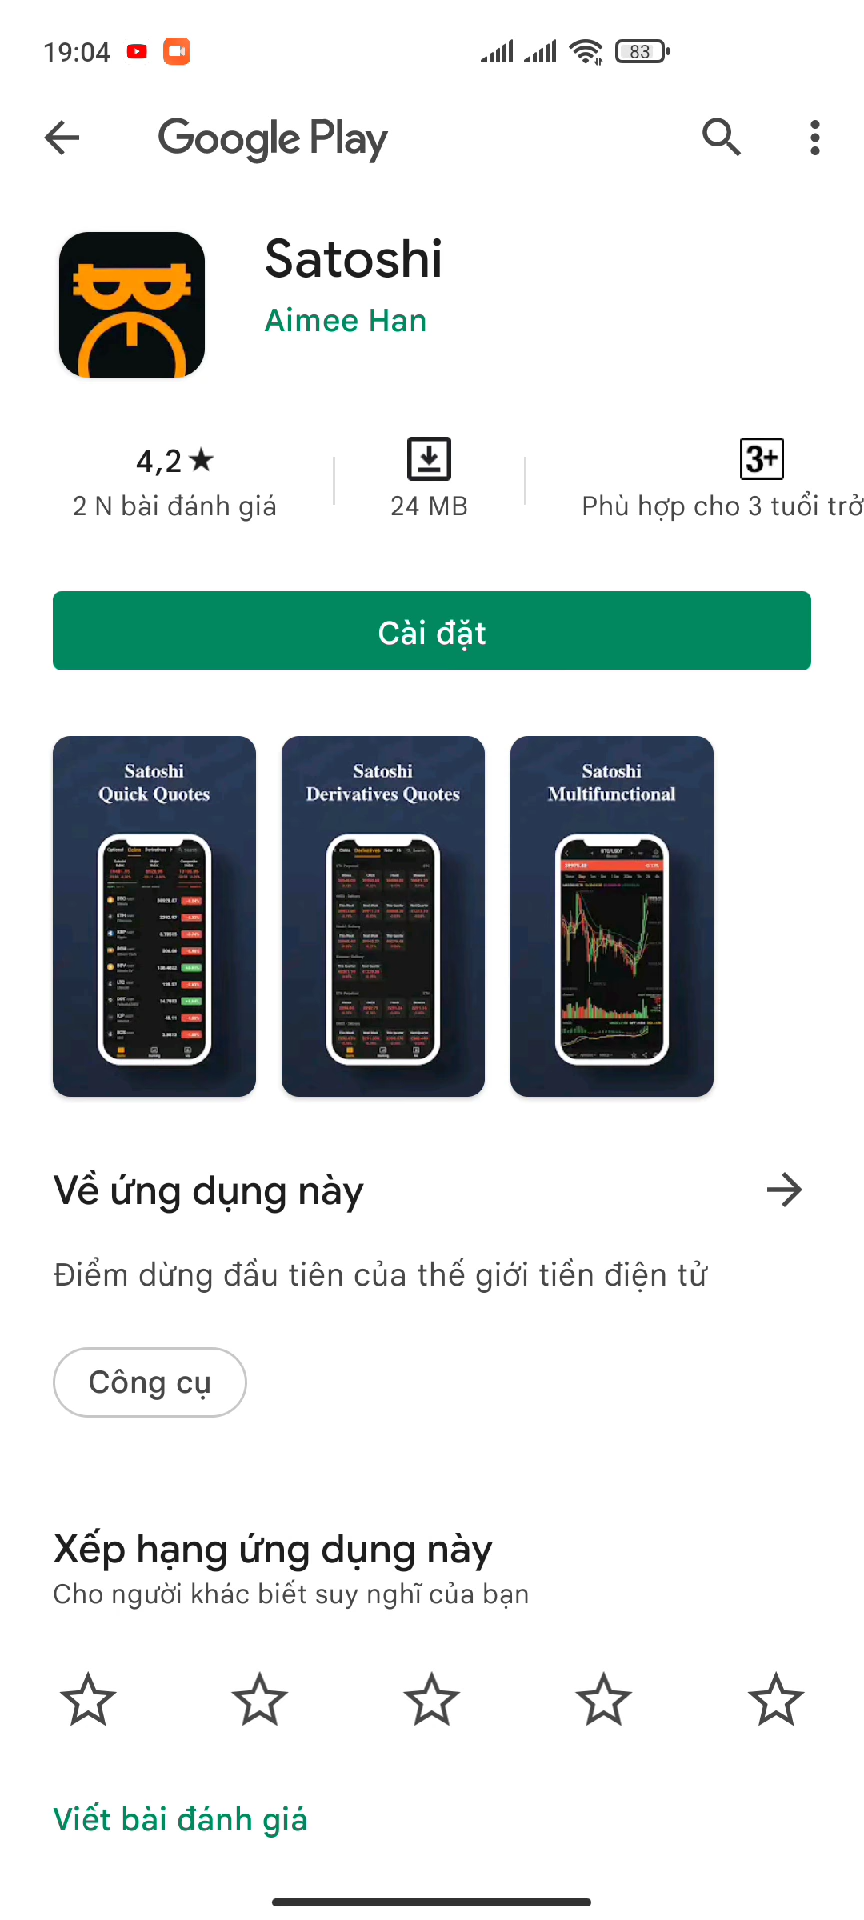 19:04
83
Google Play
Satoshi
Aimee Han
4,2★
2 N bài đánh giá
24 MB
3+
Phù hợp cho 3 tuổi trở
Cài đặt
Satoshi
Quick Quotes
Satoshi
Derivatives Quotes
Satoshi
Multifunctional
Về ứng dụng này
Điểm dừng đầu tiên của thế giới tiền điện tử
Công cụ
Xếp hạng ứng dụng này
Cho người khác biết suy nghĩ của bạn
Viết bài đánh giá